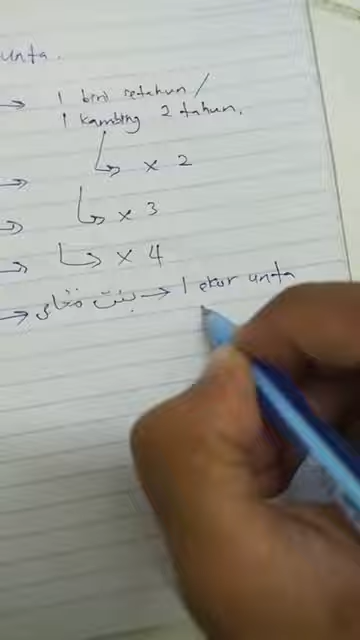 unta.
→ 1 biri setahun /
1 kambing 2 tahun.
↳ x 2
→
↳ x 3
→
↳ x 4
→
→ بنت مخاض → 1 ekor unta